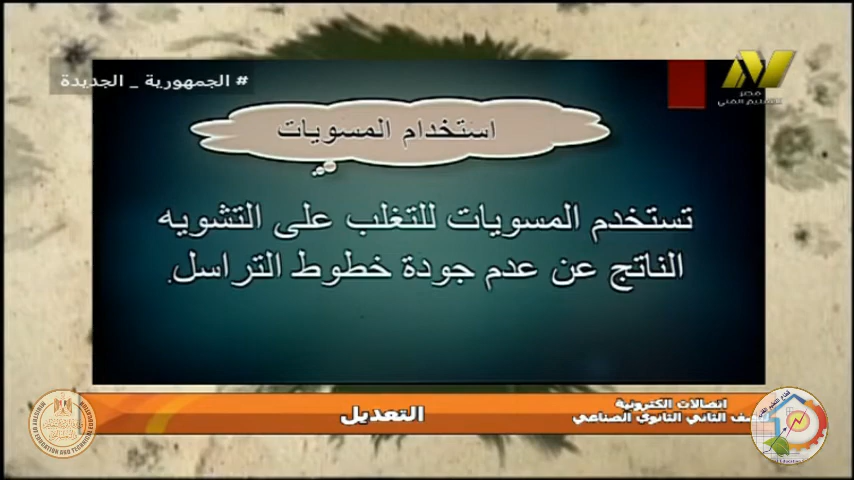 # الجمهورية _ الجديدة
مصر
للتعليم الفني
استخدام المسويات
تستخدم المسويات للتغلب على التشويه
الناتج عن عدم جودة خطوط التراسل.
اتصالات الكترونية
الصف الثاني الثانوي الصناعي
التعديل